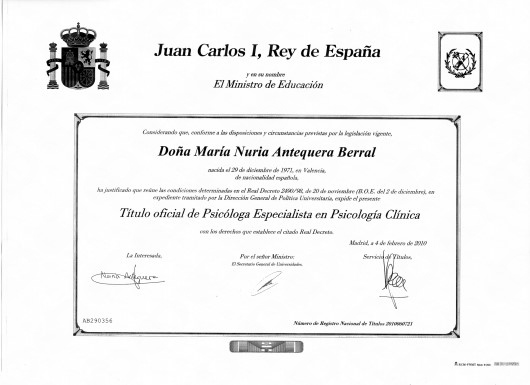 Juan Carlos I, Rey de España
y en su nombre
El Ministro de Educación
Considerando que, conforme a las disposiciones y circunstancias previstas por la legislación vigente,
Doña María Nuria Antequera Berral
nacida el 29 de diciembre de 1971, en Valencia,
de nacionalidad española,
ha justificado que reúne las condiciones determinadas en el Real Decreto 2490/98, de 20 de noviembre (B.O.E. del 2 de diciembre), en
expediente tramitado por la Dirección General de Política Universitaria, expide el presente
Título oficial de Psicóloga Especialista en Psicología Clínica
con los derechos que establece el citado Real Decreto.
Madrid, a 4 de febrero de 2010
La Interesada,
Por el señor Ministro:
El Secretario General de Universidades,
Servicio de Títulos,
Nuria Antequera
AB290356
Número de Registro Nacional de Títulos 2010000723